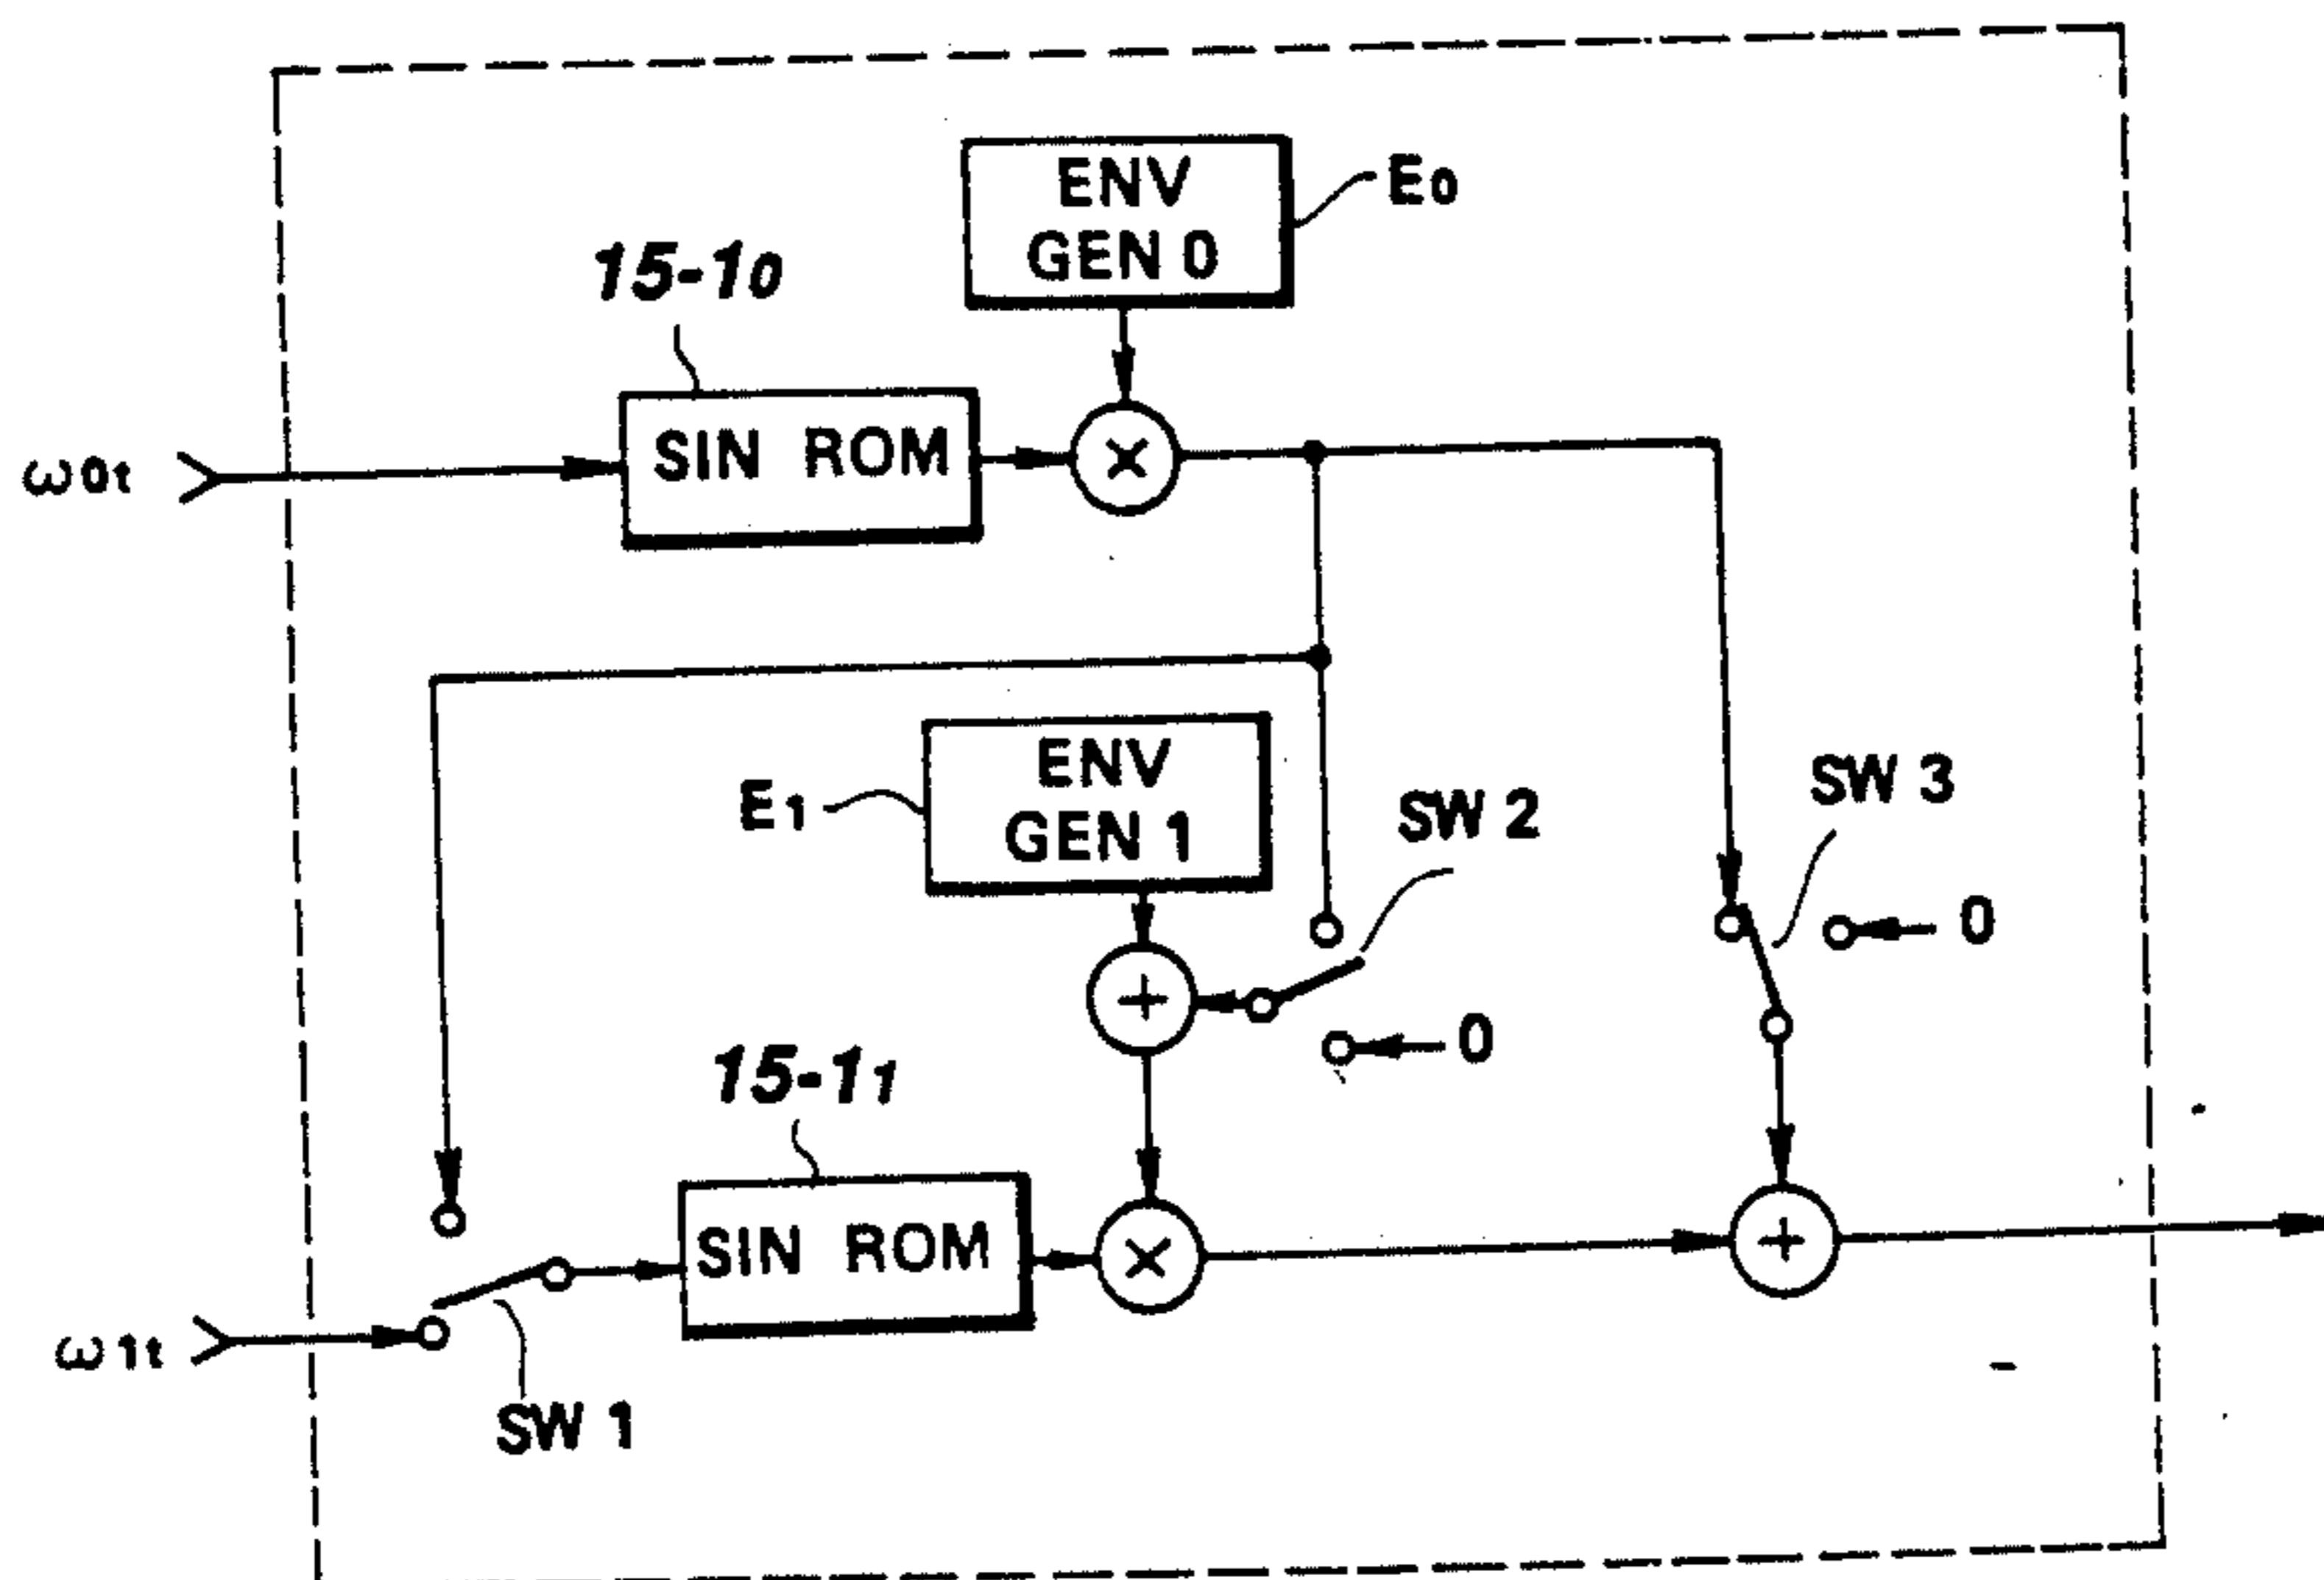 ENV
GEN 0
E0
15-10
ω0t
SIN ROM
ENV
GEN 1
E1
SW 2
SW 3
0
0
15-11
SIN ROM
ω1t
SW 1